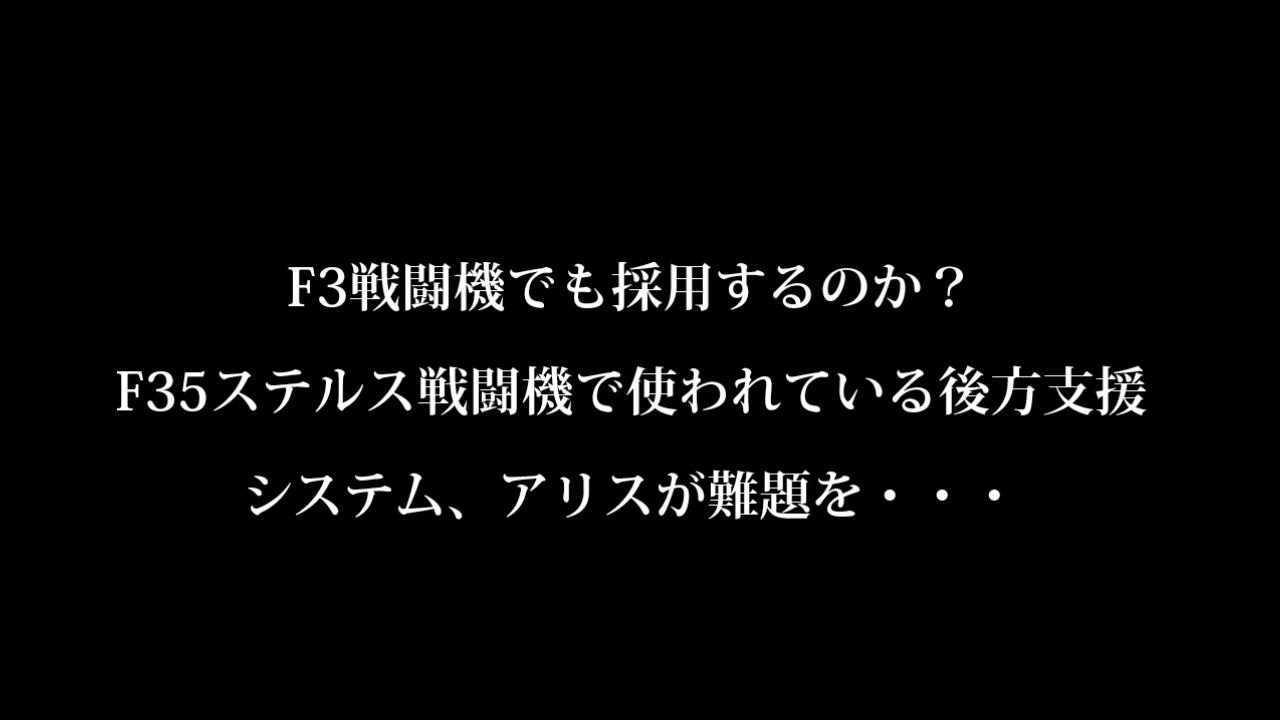 F3戦闘機でも採用するのか？
F35ステルス戦闘機で使われている後方支援
システム、アリスが難題を・・・